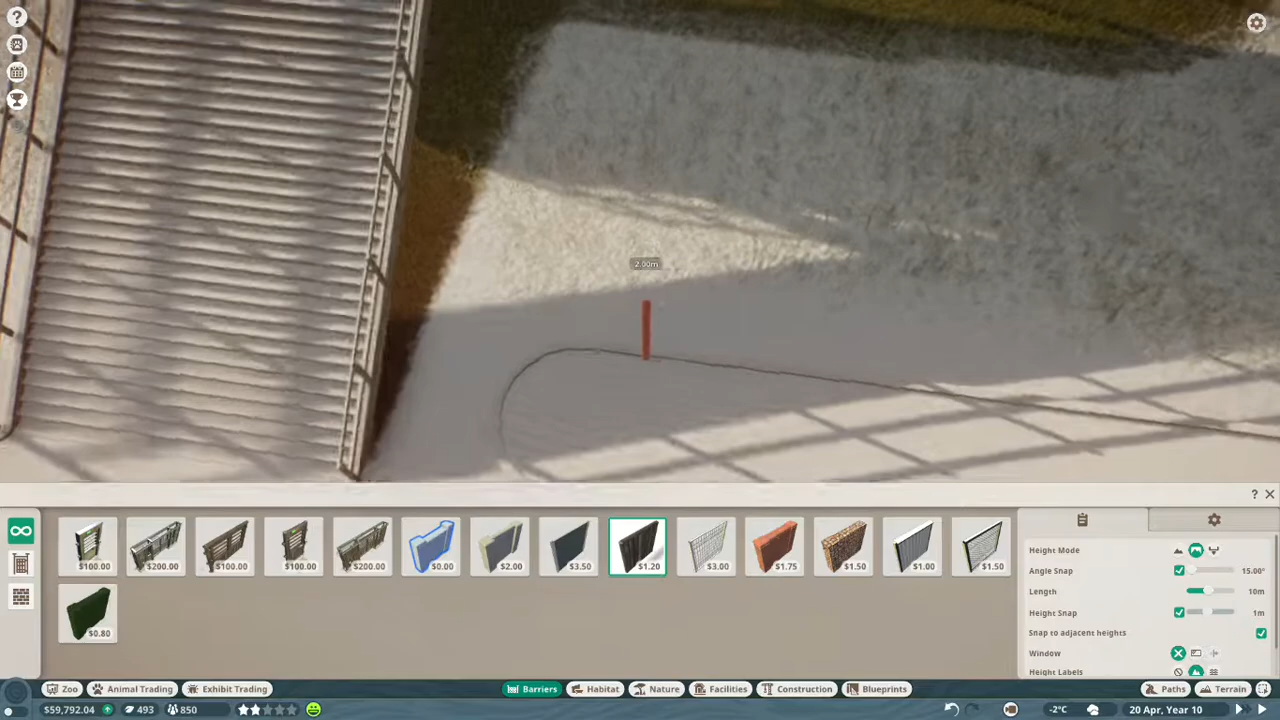 ?
2.00m
? ×
$100.00 $200.00 $100.00 $100.00 $200.00 $0.00 $2.00 $3.50 $1.20 $3.00 $1.75 $1.50 $1.00 $1.50
$0.80
Height Mode
Angle Snap 15.00°
Length 10m
Height Snap 1m
Snap to adjacent heights
Window
Height Labels
Zoo Animal Trading Exhibit Trading Barriers Habitat Nature Facilities Construction Blueprints Paths Terrain
$59,792.04 493 850 -2°C 20 Apr, Year 10